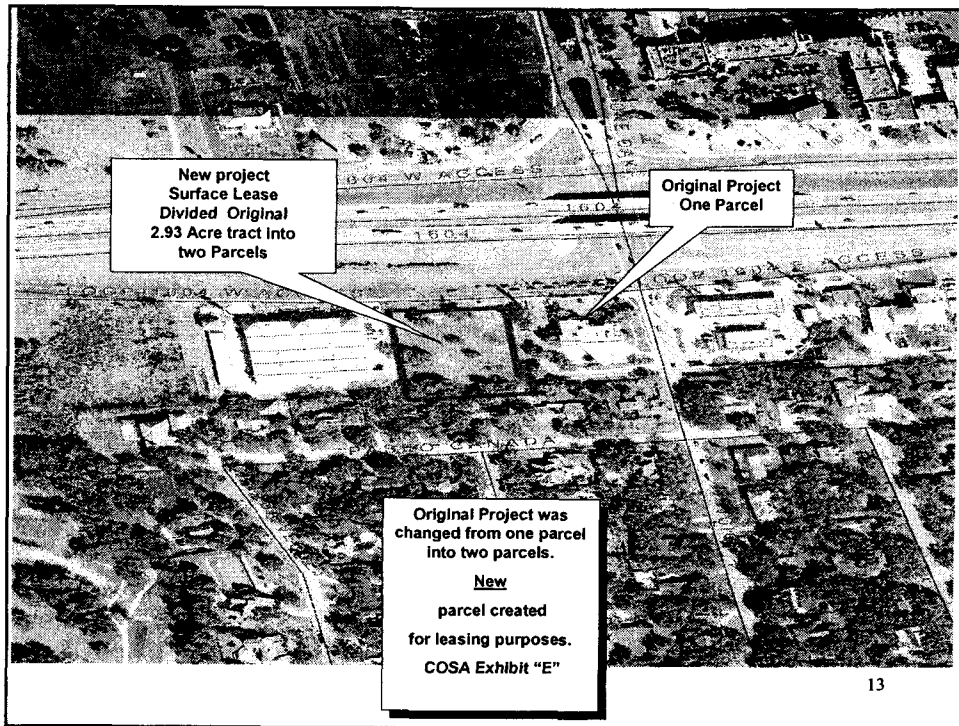 New project
Surface Lease
Divided Original
2.93 Acre tract into
two Parcels
Original Project
One Parcel
W ACCESS
1604
1604
ACCESS
CANADA
Original Project was
changed from one parcel
into two parcels.
New
parcel created
for leasing purposes.
COSA Exhibit "E"
13